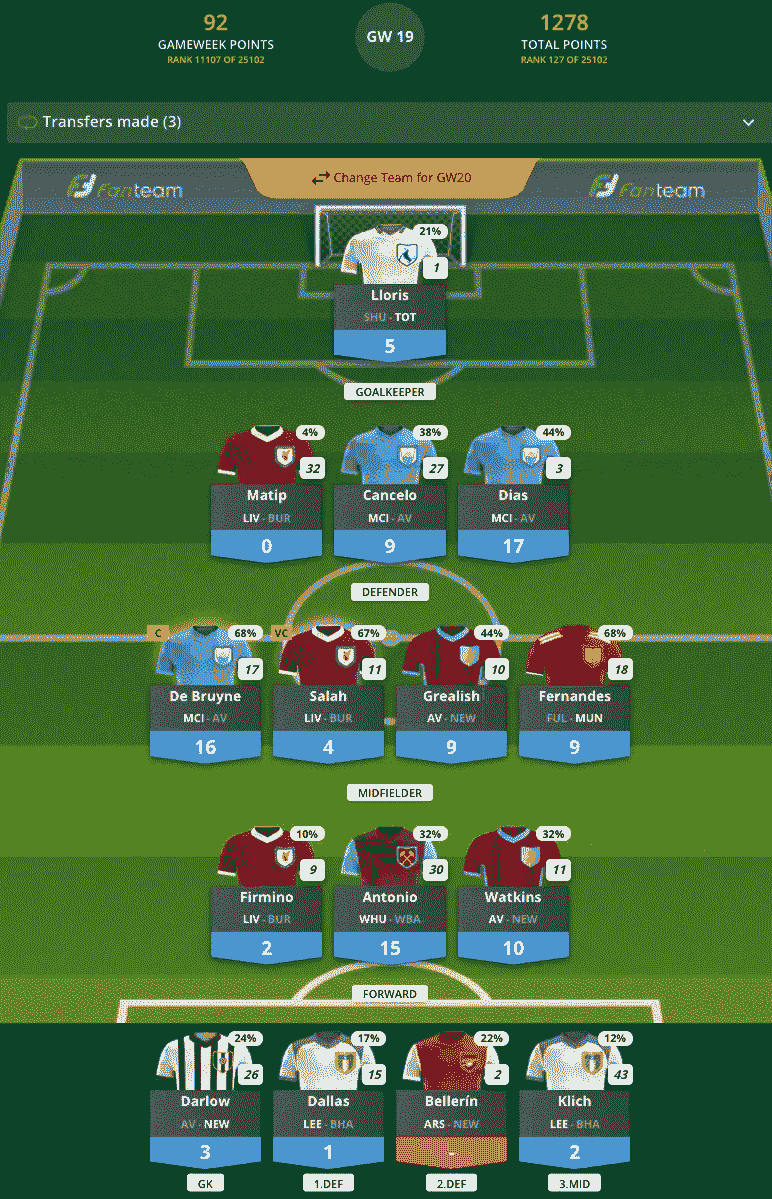 92
GAMEWEEK POINTS
RANK 11107 OF 25102
GW 19
1278
TOTAL POINTS
RANK 127 OF 25102
Transfers made (3)
Fanteam
Change Team for GW20
Fanteam
21%
1
Lloris
SHU - TOT
5
GOALKEEPER
4% 38% 44%
32 27 3
Matip Cancelo Dias
LIV - BUR MCI - AV MCI - AV
0 9 17
DEFENDER
C 68% VC 67% 44% 68%
17 11 10 18
De Bruyne Salah Grealish Fernandes
MCI - AV LIV - BUR AV - NEW FUL - MUN
16 4 9 9
MIDFIELDER
10% 32% 32%
9 30 11
Firmino Antonio Watkins
LIV - BUR WHU - WBA AV - NEW
2 15 10
FORWARD
24% 17% 22% 12%
26 15 2 43
Darlow Dallas Bellerín Klich
AV - NEW LEE - BHA ARS - NEW LEE - BHA
3 1 - 2
GK 1.DEF 2.DEF 3.MID